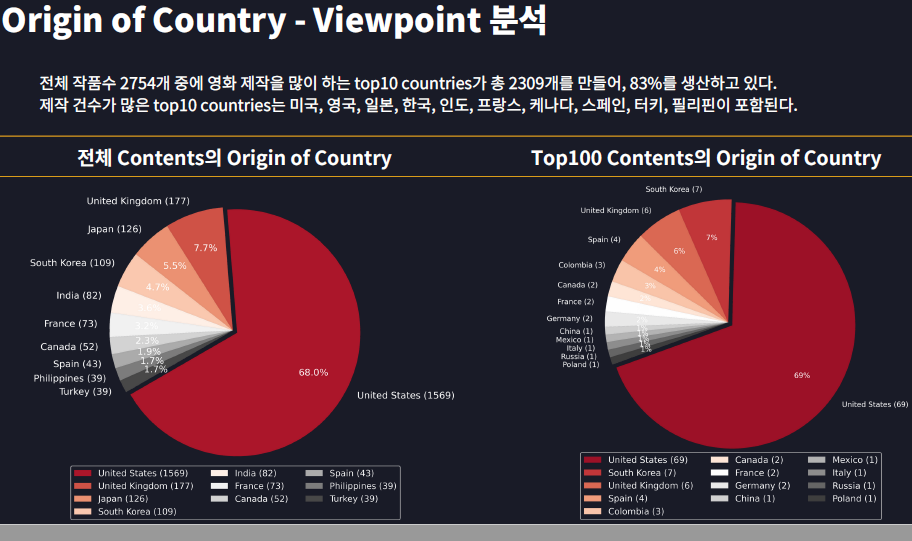 Origin of Country - Viewpoint 분석
전체 작품수 2754개 중에 영화 제작을 많이 하는 top10 countries가 총 2309개를 만들어, 83%를 생산하고 있다.
제작 건수가 많은 top10 countries는 미국, 영국, 일본, 한국, 인도, 프랑스, 케나다, 스페인, 터키, 필리핀이 포함된다.
전체 Contents의 Origin of Country
United Kingdom (177)
Japan (126)
South Korea (109)
India (82)
France (73)
Canada (52)
Spain (43)
Philippines (39)
Turkey (39)
United States (1569)
7.7%
5.5%
4.7%
3.2%
2.3%
1.9%
1.7%
1.7%
68.0%
United States (1569)
United Kingdom (177)
Japan (126)
South Korea (109)
India (82)
France (73)
Canada (52)
Spain (43)
Philippines (39)
Turkey (39)
Top100 Contents의 Origin of Country
South Korea (7)
United Kingdom (6)
Spain (4)
Colombia (3)
Canada (2)
France (2)
Germany (2)
China (1)
Mexico (1)
Italy (1)
Russia (1)
Poland (1)
United States (69)
7%
6%
4%
3%
1%
69%
United States (69)
South Korea (7)
United Kingdom (6)
Spain (4)
Colombia (3)
Canada (2)
France (2)
Germany (2)
China (1)
Mexico (1)
Italy (1)
Russia (1)
Poland (1)